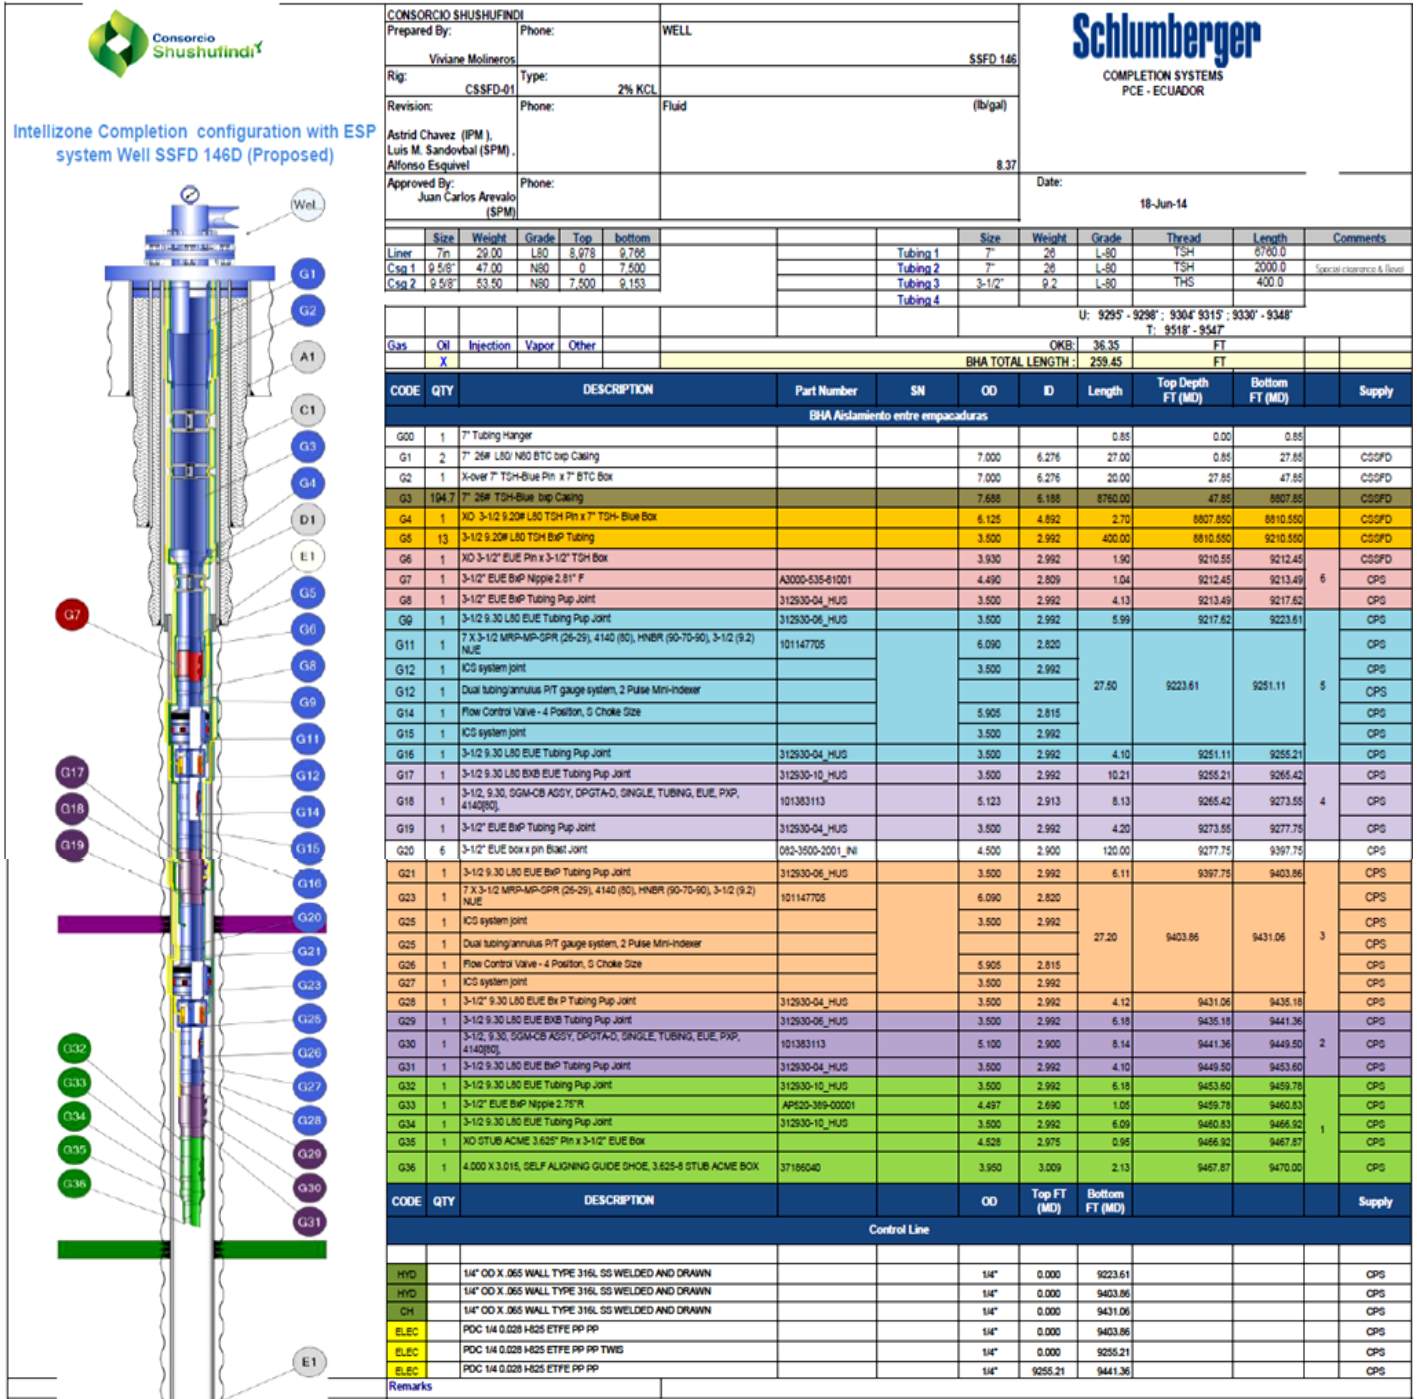 Consorcio
Shushufindi
Intellizone Completion configuration with ESP
system Well SSFD 146D (Proposed)
CONSORCIO SHUSHUFINDI
Prepared By: Phone: WELL
Viviane Molineros SSFD 146
Rig: Type:
CSSFD-01 2% KCL
Revision: Phone: Fluid (lb/gal)
Astrid Chavez (IPM ),
Luis M. Sandovbal (SPM) ,
Alfonso Esquivel 8.37
Approved By: Phone:
Juan Carlos Arevalo
(SPM)
Schlumberger
COMPLETION SYSTEMS
PCE - ECUADOR
Date:
18-Jun-14
Size Weight Grade Top bottom Size Weight Grade Thread Length Comments
Liner 7in 29.00 L80 8,978 9,766 Tubing 1 7" 26 L-80 TSH 6760.0
Csg 1 9 5/8" 47.00 N80 0 7,500 Tubing 2 7" 26 L-80 TSH 2000.0 Special clearance & Bevel
Csg 2 9 5/8" 53.50 N80 7,500 9,153 Tubing 3 3-1/2" 9.2 L-80 THS 400.0
Tubing 4
U: 9295' - 9298' ; 9304' 9315' ; 9330' - 9348'
T: 9518' - 9547'
Gas Oil Injection Vapor Other OKB: 36.35 FT
X BHA TOTAL LENGTH : 259.45 FT
CODE QTY DESCRIPTION Part Number SN OD ID Length Top Depth FT (MD) Bottom FT (MD) Supply
BHA Aislamiento entre empacaduras
G00 1 7" Tubing Hanger 0.85 0.00 0.85
G1 2 7" 26# L80/ N80 BTC bxp Casing 7.000 6.276 27.00 0.85 27.85 CSSFD
G2 1 X-over 7" TSH-Blue Pin x 7" BTC Box 7.000 6.276 20.00 27.85 47.85 CSSFD
G3 194.7 7" 26# TSH-Blue bxp Casing 7.688 6.188 8760.00 47.85 8807.85 CSSFD
G4 1 XO 3-1/2 9.20# L80 TSH Pin x 7" TSH- Blue Box 6.125 4.892 2.70 8807.850 8810.550 CSSFD
G5 13 3-1/2 9.20# L80 TSH BxP Tubing 3.500 2.992 400.00 8810.550 9210.550 CSSFD
G6 1 XO 3-1/2" EUE Pin x 3-1/2" TSH Box 3.930 2.992 1.90 9210.55 9212.45 CSSFD
G7 1 3-1/2" EUE BxP Nipple 2.81" F A3000-535-81001 4.490 2.809 1.04 9212.45 9213.49 6 CPS
G8 1 3-1/2" EUE BxP Tubing Pup Joint 312930-04_HUS 3.500 2.992 4.13 9213.49 9217.62 CPS
G9 1 3-1/2 9.30 L80 EUE Tubing Pup Joint 312930-06_HUS 3.500 2.992 5.99 9217.62 9223.61 CPS
G11 1 7 X 3-1/2 MRP-MP-SPR (26-29), 4140 (80), HNBR (90-70-90), 3-1/2 (9.2) NUE 101147705 6.090 2.820 CPS
G12 1 ICS system joint 3.500 2.992 CPS
G12 1 Dual tubing/annulus P/T gauge system, 2 Pulse Mini-Indexer 27.50 9223.61 9251.11 5 CPS
G14 1 Flow Control Valve - 4 Position, S Choke Size 5.905 2.815 CPS
G15 1 ICS system joint 3.500 2.992 CPS
G16 1 3-1/2 9.30 L80 EUE Tubing Pup Joint 312930-04_HUS 3.500 2.992 4.10 9251.11 9255.21 CPS
G17 1 3-1/2 9.30 L80 BXB EUE Tubing Pup Joint 312930-10_HUS 3.500 2.992 10.21 9255.21 9265.42 CPS
G18 1 3-1/2, 9.30, SGM-CB ASSY, DPGTA-D, SINGLE, TUBING, EUE, PXP, 4140[80], 101383113 5.123 2.913 8.13 9265.42 9273.55 4 CPS
G19 1 3-1/2" EUE BxP Tubing Pup Joint 312930-04_HUS 3.500 2.992 4.20 9273.55 9277.75 CPS
G20 6 3-1/2" EUE box x pin Blast Joint 082-3500-2001_INI 4.500 2.900 120.00 9277.75 9397.75 CPS
G21 1 3-1/2 9.30 L80 EUE BxP Tubing Pup Joint 312930-06_HUS 3.500 2.992 6.11 9397.75 9403.86 CPS
G23 1 7 X 3-1/2 MRP-MP-SPR (26-29), 4140 (80), HNBR (90-70-90), 3-1/2 (9.2) NUE 101147705 6.090 2.820 CPS
G25 1 ICS system joint 3.500 2.992 CPS
G25 1 Dual tubing/annulus P/T gauge system, 2 Pulse Mini-Indexer 27.20 9403.86 9431.06 3 CPS
G26 1 Flow Control Valve - 4 Position, S Choke Size 5.905 2.815 CPS
G27 1 ICS system joint 3.500 2.992 CPS
G28 1 3-1/2" 9.30 L80 EUE Bx P Tubing Pup Joint 312930-04_HUS 3.500 2.992 4.12 9431.06 9435.18 CPS
G29 1 3-1/2 9.30 L80 EUE BXB Tubing Pup Joint 312930-06_HUS 3.500 2.992 6.18 9435.18 9441.36 CPS
G30 1 3-1/2, 9.30, SGM-CB ASSY, DPGTA-D, SINGLE, TUBING, EUE, PXP, 4140[80], 101383113 5.100 2.900 8.14 9441.36 9449.50 2 CPS
G31 1 3-1/2 9.30 L80 EUE BxP Tubing Pup Joint 312930-04_HUS 3.500 2.992 4.10 9449.50 9453.60 CPS
G32 1 3-1/2 9.30 L80 EUE Tubing Pup Joint 312930-10_HUS 3.500 2.992 6.18 9453.60 9459.78 CPS
G33 1 3-1/2" EUE BxP Nipple 2.75"R AP520-389-00001 4.497 2.690 1.05 9459.78 9460.83 CPS
G34 1 3-1/2 9.30 L80 EUE Tubing Pup Joint 312930-10_HUS 3.500 2.992 6.09 9460.83 9466.92 1 CPS
G35 1 XO STUB ACME 3.625" Pin x 3-1/2" EUE Box 4.528 2.975 0.95 9466.92 9467.87 CPS
G36 1 4.000 X 3.015, SELF ALIGNING GUIDE SHOE, 3.625-8 STUB ACME BOX 37186040 3.950 3.009 2.13 9467.87 9470.00 CPS
CODE QTY DESCRIPTION OD Top FT (MD) Bottom FT (MD) Supply
Control Line
HYD 1/4" OD X .065 WALL TYPE 316L SS WELDED AND DRAWN 1/4" 0.000 9223.61 CPS
HYD 1/4" OD X .065 WALL TYPE 316L SS WELDED AND DRAWN 1/4" 0.000 9403.86 CPS
CH 1/4" OD X .065 WALL TYPE 316L SS WELDED AND DRAWN 1/4" 0.000 9431.06 CPS
ELEC PDC 1/4 0.028 I-825 ETFE PP PP 1/4" 0.000 9403.86 CPS
ELEC PDC 1/4 0.028 I-825 ETFE PP PP TWIS 1/4" 0.000 9255.21 CPS
ELEC PDC 1/4 0.028 I-825 ETFE PP PP 1/4" 9255.21 9441.36 CPS
Remarks
Wel..
G1
G2
A1
C1
G3
G4
D1
E1
G5
G7
G6
G8
G9
G11
G17
G12
G18
G14
G19
G15
G16
G20
G21
G23
G25
G32
G26
G33
G27
G34
G28
G35
G29
G36
G30
G31
E1